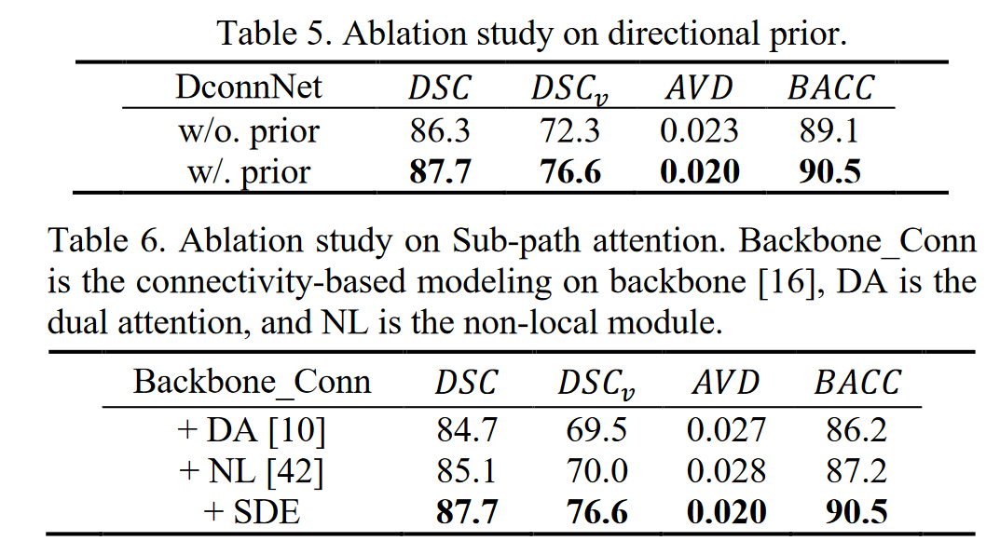 Table 5. Ablation study on directional prior.
DconnNet DSC DSCv AVD BACC
w/o. prior 86.3 72.3 0.023 89.1
w/. prior 87.7 76.6 0.020 90.5
Table 6. Ablation study on Sub-path attention. Backbone_Conn
is the connectivity-based modeling on backbone [16], DA is the
dual attention, and NL is the non-local module.
Backbone_Conn DSC DSCv AVD BACC
+ DA [10] 84.7 69.5 0.027 86.2
+ NL [42] 85.1 70.0 0.028 87.2
+ SDE 87.7 76.6 0.020 90.5